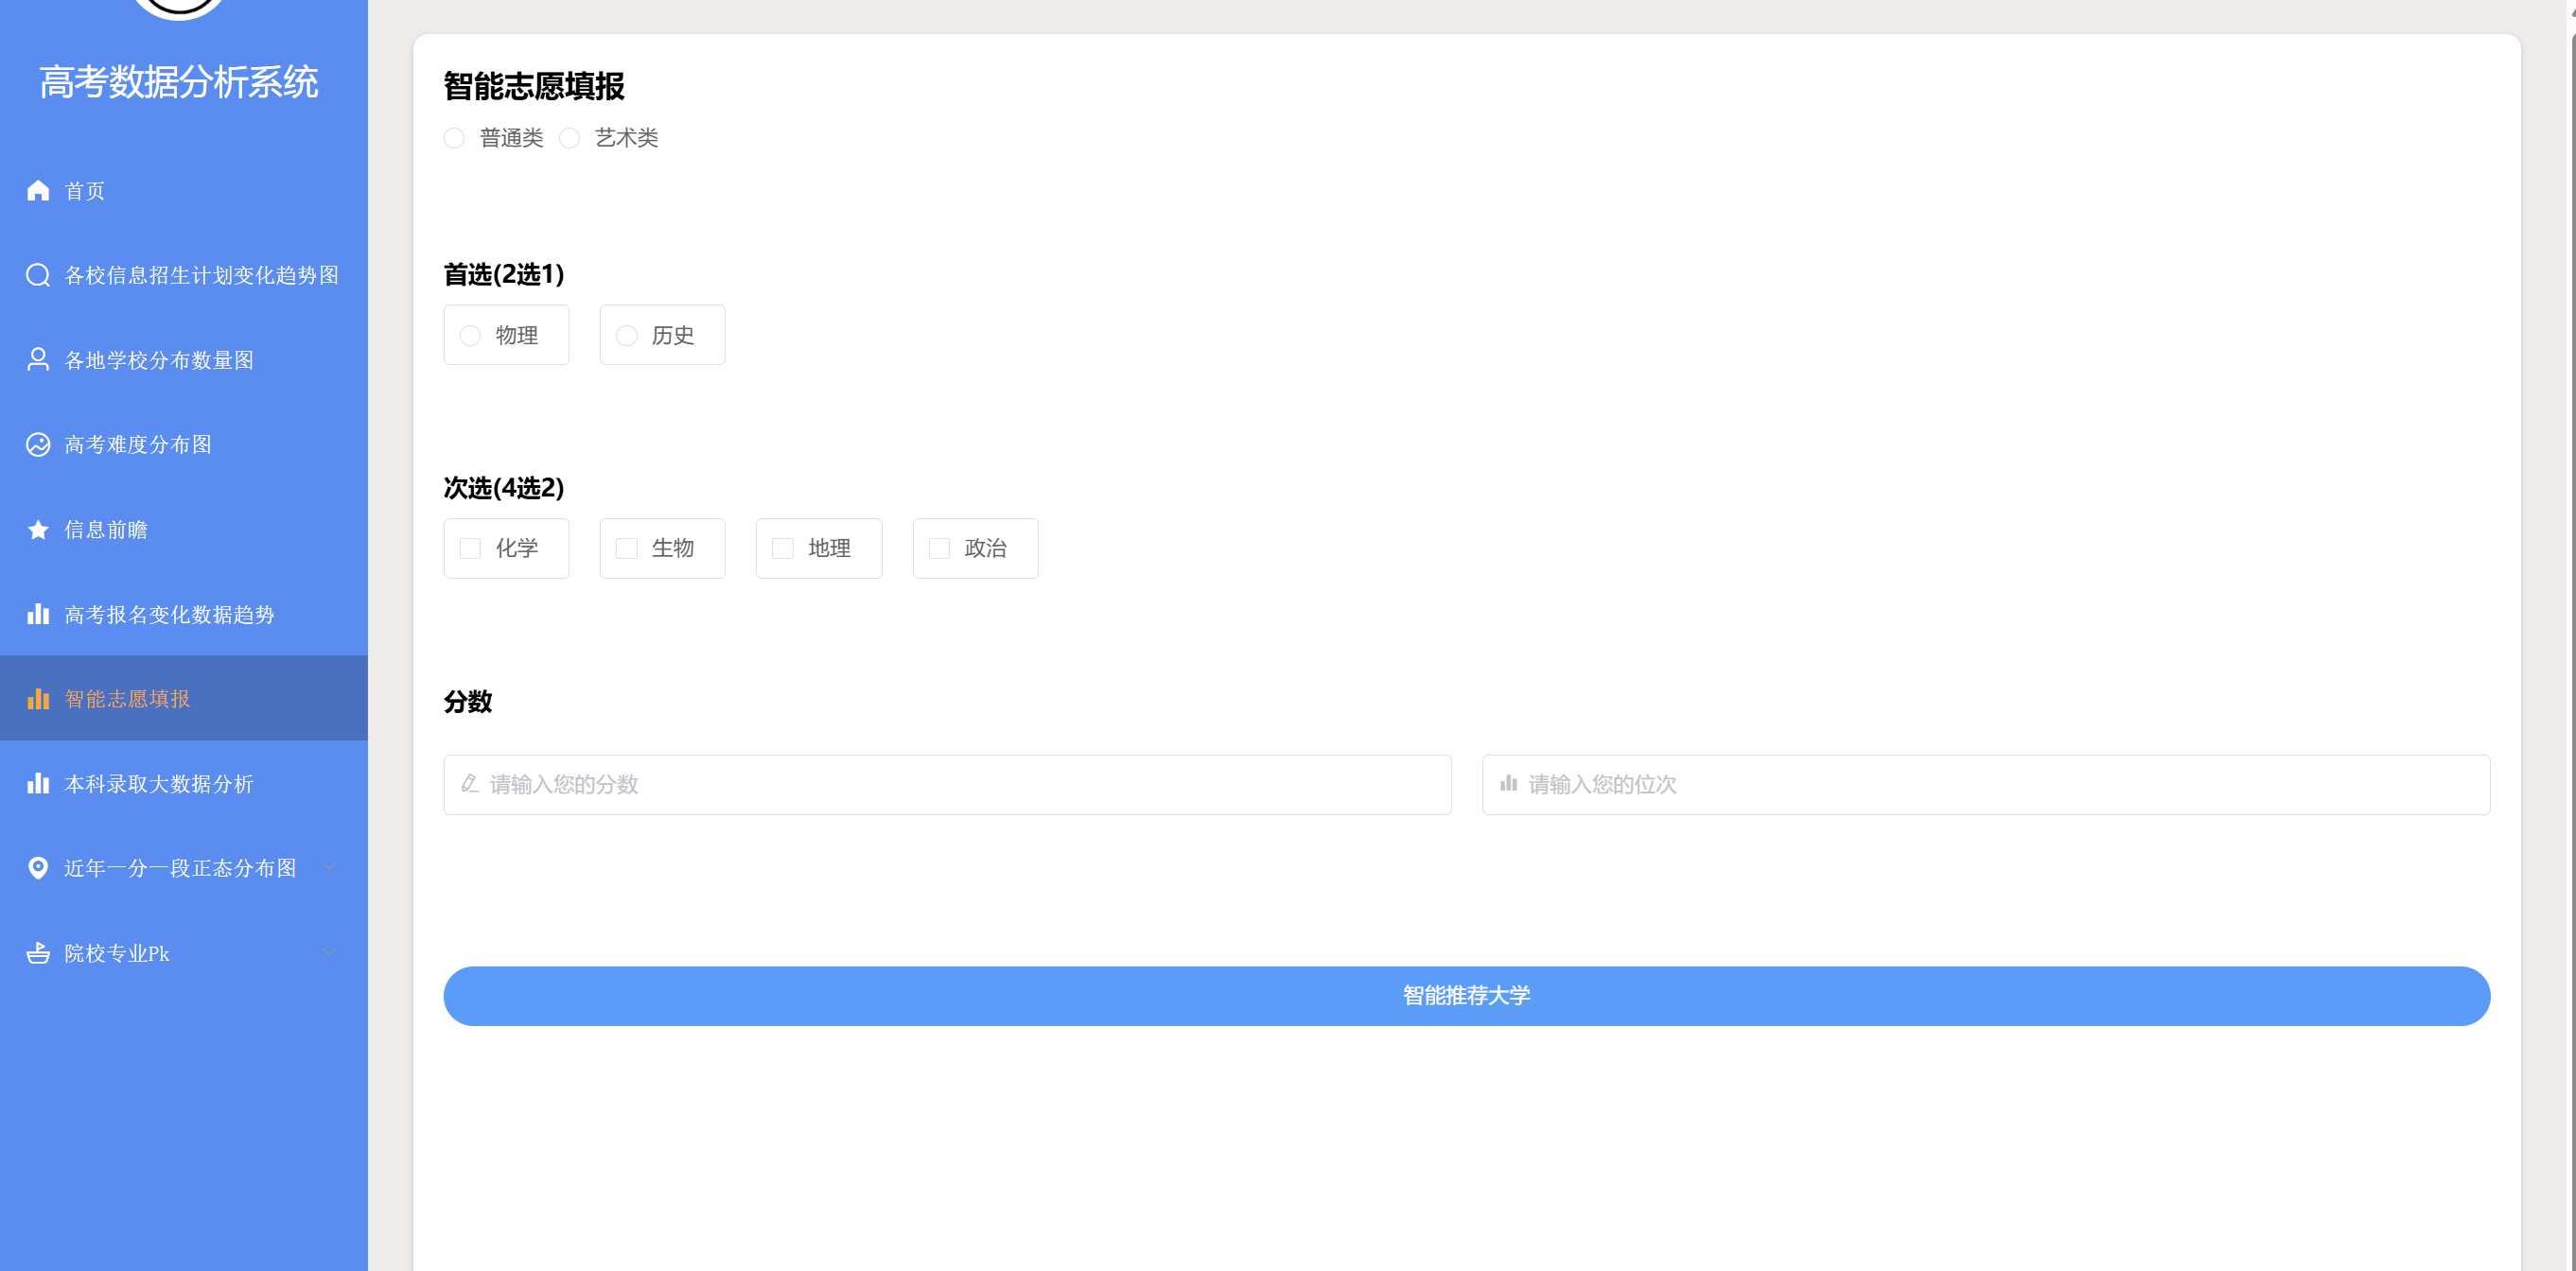 高考数据分析系统
首页
各校信息招生计划变化趋势图
各地学校分布数量图
高考难度分布图
信息前瞻
高考报名变化数据趋势
智能志愿填报
本科录取大数据分析
近年一分一段正态分布图
院校专业Pk
智能志愿填报
普通类 艺术类
首选(2选1)
物理 历史
次选(4选2)
化学 生物 地理 政治
分数
请输入您的分数 请输入您的位次
智能推荐大学